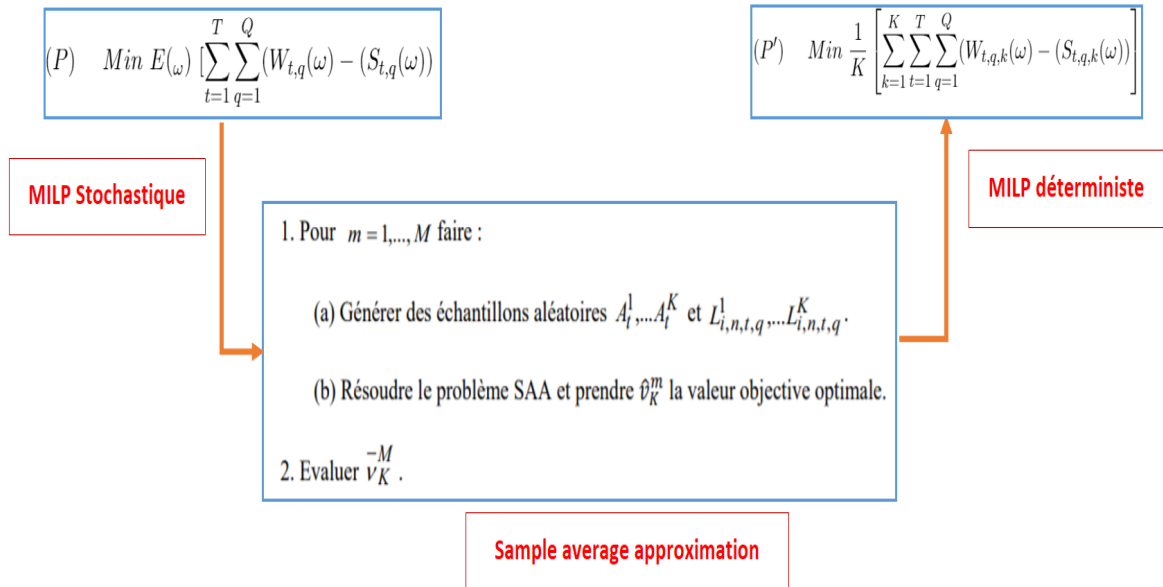 (P) Min E(ω) [∑_{t=1}^{T} ∑_{q=1}^{Q} (W_{t,q}(ω) − (S_{t,q}(ω))
(P') Min 1/K [∑_{k=1}^{K} ∑_{t=1}^{T} ∑_{q=1}^{Q} (W_{t,q,k}(ω) − (S_{t,q,k}(ω))]
MILP Stochastique
MILP déterministe
1. Pour m = 1,..., M faire :
(a) Générer des échantillons aléatoires A_t^1,...A_t^K et L_{i,n,t,q}^1,...L_{i,n,t,q}^K.
(b) Résoudre le problème SAA et prendre v̂_K^m la valeur objective optimale.
2. Evaluer v̄_K^M .
Sample average approximation